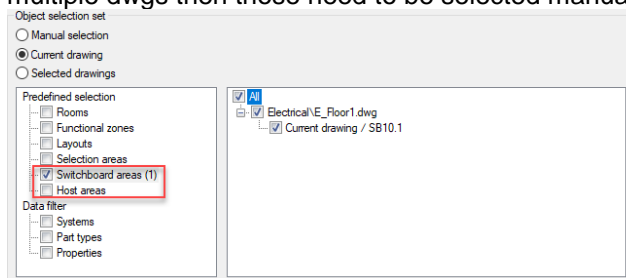 multiple dwgs then these need to be selected manua
Object selection set
Manual selection
Current drawing
Selected drawings
Predefined selection
Rooms
Functional zones
Layouts
Selection areas
Switchboard areas (1)
Host areas
Data filter
Systems
Part types
Properties
All
Electrical\E_Floor1.dwg
Current drawing / SB10.1